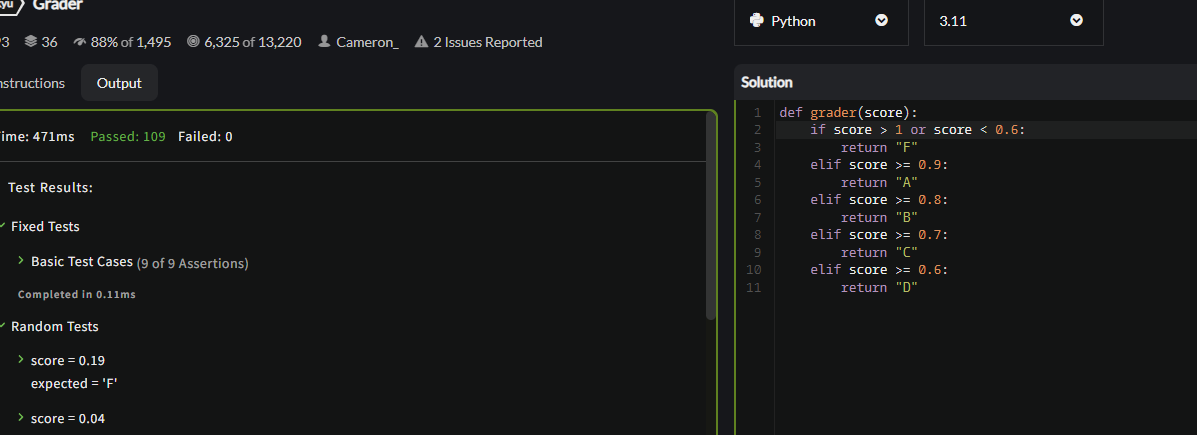 Grader
Python
3.11
36 88% of 1,495 6,325 of 13,220 Cameron_ 2 Issues Reported
Output
Solution
Time: 471ms Passed: 109 Failed: 0
Test Results:
Fixed Tests
Basic Test Cases (9 of 9 Assertions)
Completed in 0.11ms
Random Tests
score = 0.19
expected = 'F'
score = 0.04
1 def grader(score):
2     if score > 1 or score < 0.6:
3         return "F"
4     elif score >= 0.9:
5         return "A"
6     elif score >= 0.8:
7         return "B"
8     elif score >= 0.7:
9         return "C"
10     elif score >= 0.6:
11         return "D"